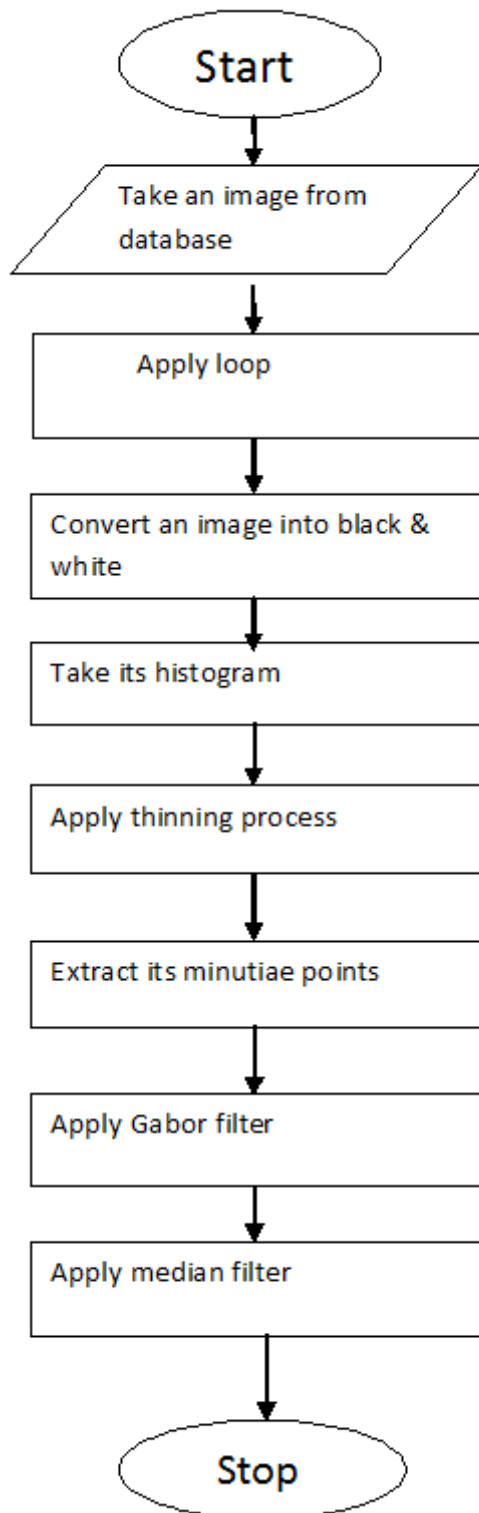 Start
Take an image from
database
Apply loop
Convert an image into black &
white
Take its histogram
Apply thinning process
Extract its minutiae points
Apply Gabor filter
Apply median filter
Stop